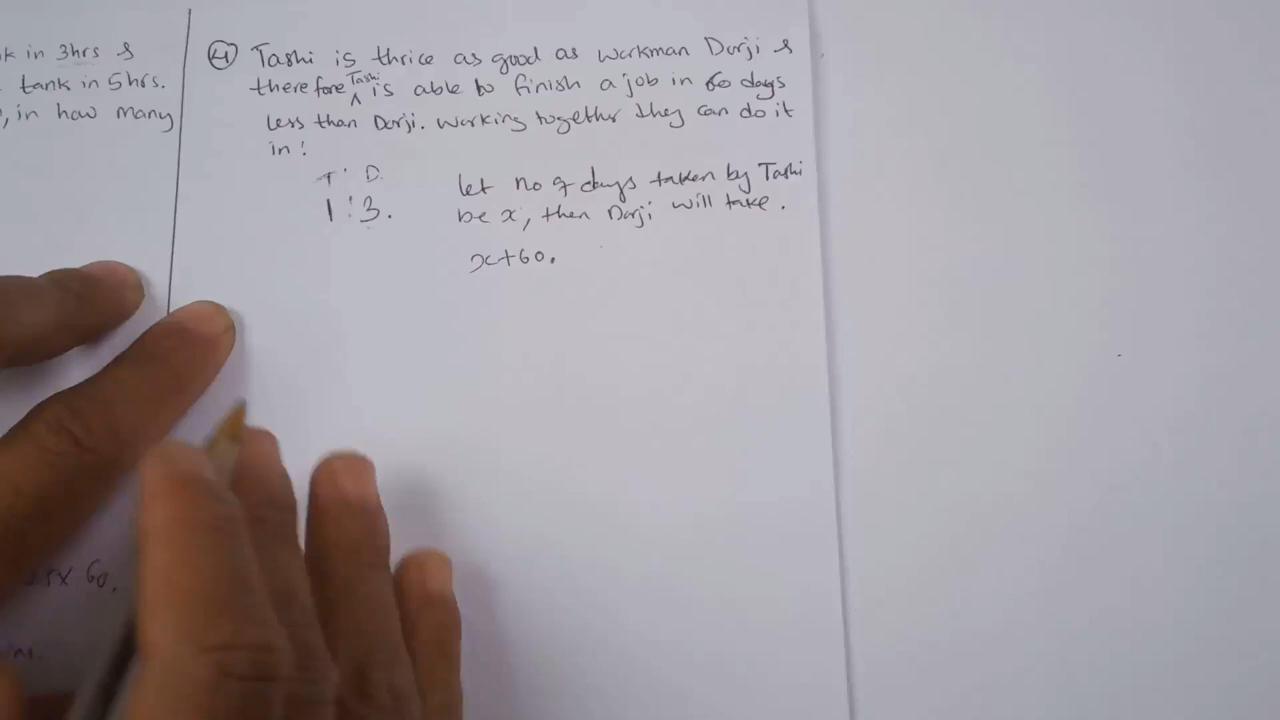 k in 3hrs &
tank in 5hrs.
, in how many
④ Tashi is thrice as good as workman Dorji &
therefore Tashi is able to finish a job in 60 days
less than Dorji. working together they can do it
in!
T : D.
1 : 3.
let no of days taken by Tashi
be x, then Dorji will take.
x+60.
x 60.